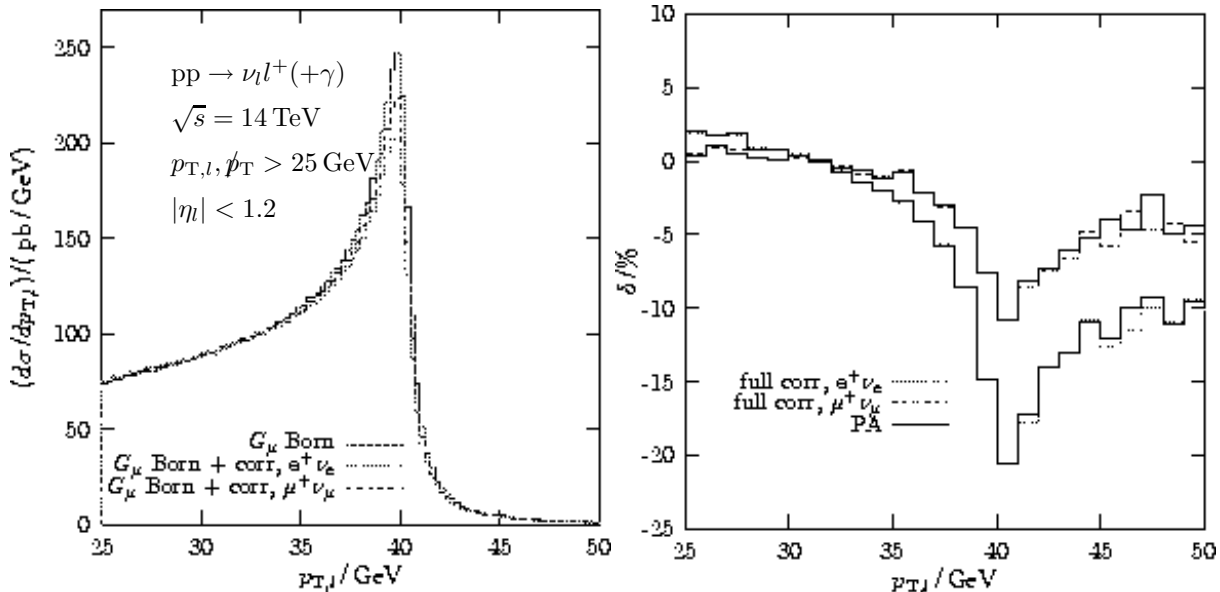 250
200
150
100
50
0
(dσ/dp_T,l)/(pb/GeV)
pp → ν_l l⁺(+γ)
√s = 14 TeV
p_T,l, p̸_T > 25 GeV
|η_l| < 1.2
G_μ Born
G_μ Born + corr, e⁺ν_e
G_μ Born + corr, μ⁺ν_μ
25 30 35 40 45 50
p_T,l/GeV
10
5
0
-5
-10
-15
-20
-25
δ/%
full corr, e⁺ν_e
full corr, μ⁺ν_μ
PA
25 30 35 40 45 50
p_T,l/GeV